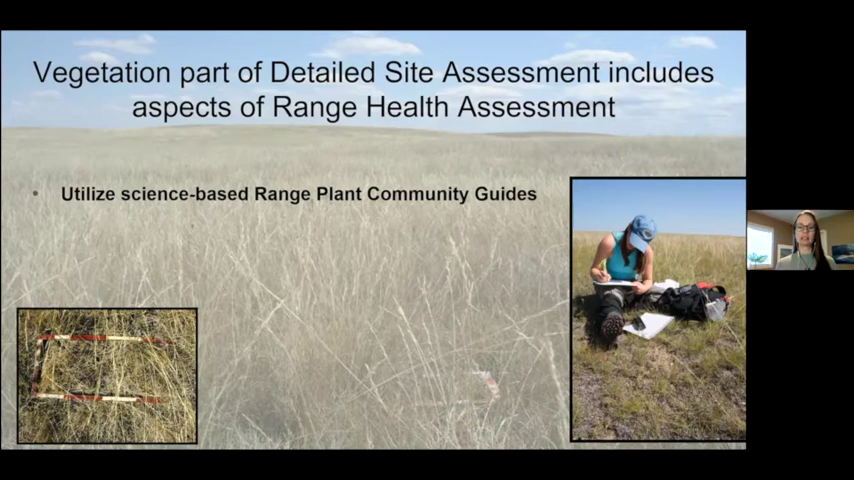 Vegetation part of Detailed Site Assessment includes
aspects of Range Health Assessment
• Utilize science-based Range Plant Community Guides